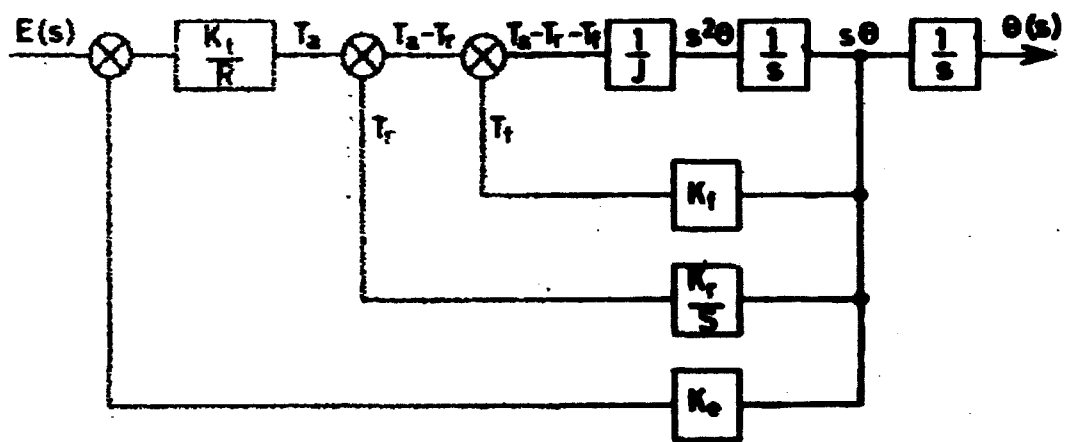 E(s)
K_t
R
T_a
T_a-T_r
T_a-T_r-T_f
1
J
s²θ
1
s
sθ
1
s
θ(s)
T_r
T_f
K_f
K_r
S
K_e